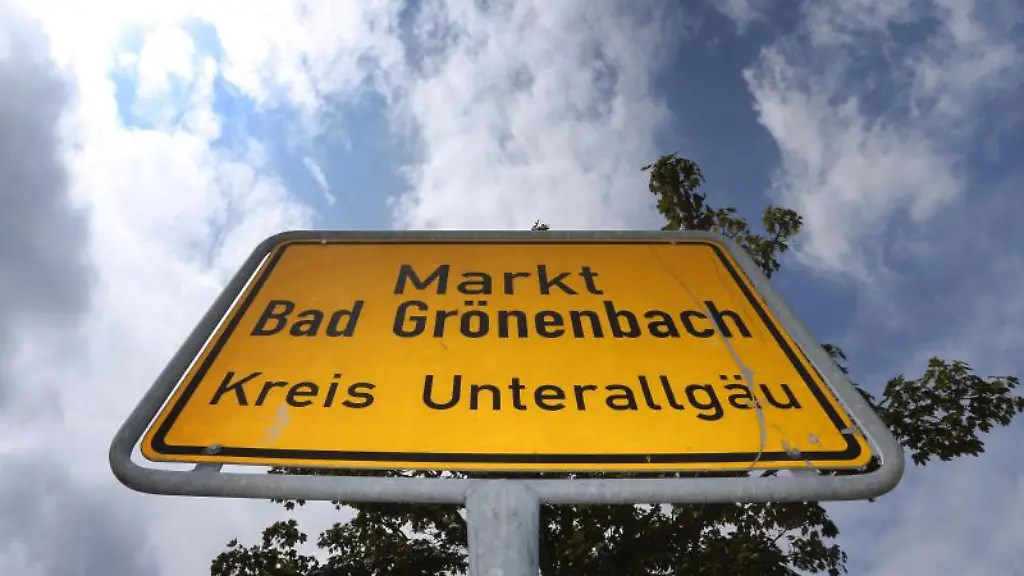 Markt
Bad Grönenbach
Kreis Unterallgäu